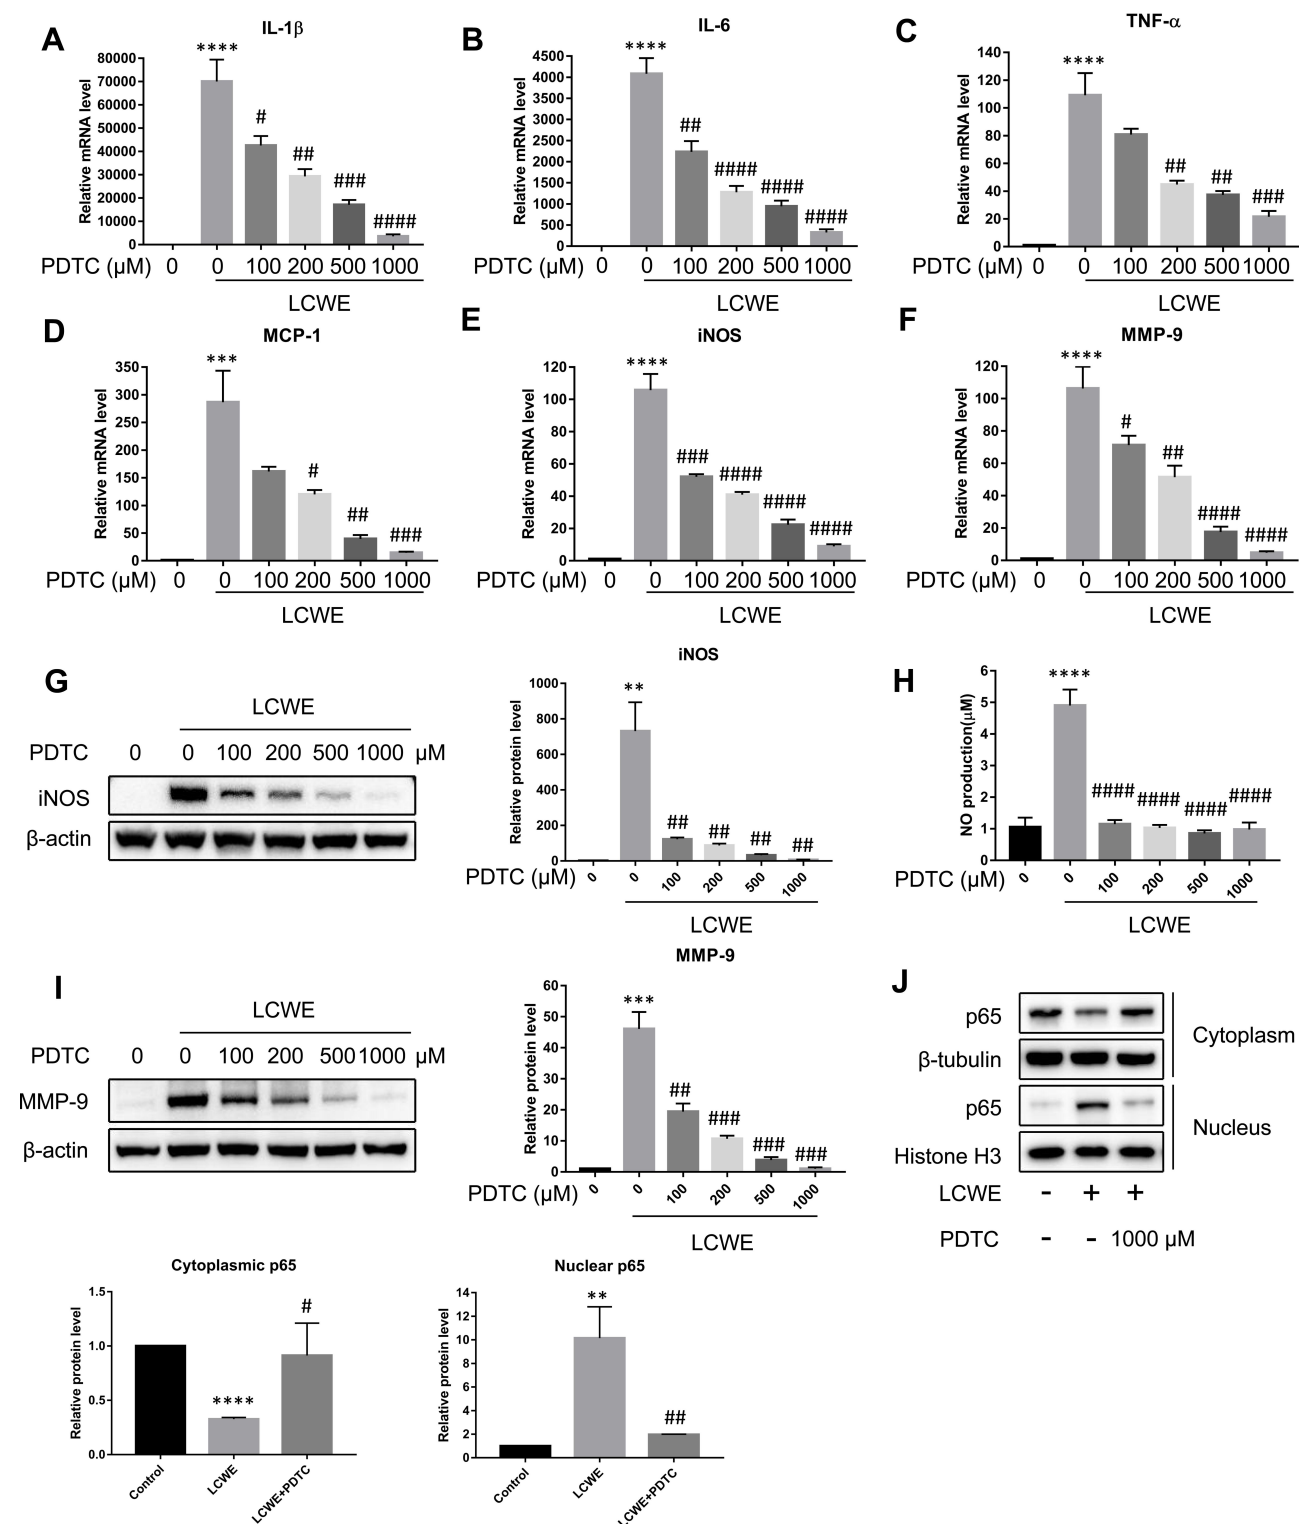 A
IL-1β
Relative mRNA level
80000
70000
60000
50000
40000
30000
20000
10000
0
****
#
##
###
####
PDTC (μM) 0 0 100 200 500 1000
LCWE
B
IL-6
Relative mRNA level
4500
4000
3500
3000
2500
2000
1500
1000
500
0
****
##
####
####
####
PDTC (μM) 0 0 100 200 500 1000
LCWE
C
TNF-α
Relative mRNA level
140
120
100
80
60
40
20
0
****
##
##
###
PDTC (μM) 0 0 100 200 500 1000
LCWE
D
MCP-1
Relative mRNA level
350
300
250
200
150
100
50
0
***
#
##
###
PDTC (μM) 0 0 100 200 500 1000
LCWE
E
iNOS
Relative mRNA level
120
100
80
60
40
20
0
****
###
####
####
####
PDTC (μM) 0 0 100 200 500 1000
LCWE
F
MMP-9
Relative mRNA level
120
100
80
60
40
20
0
****
#
##
####
####
PDTC (μM) 0 0 100 200 500 1000
LCWE
G
LCWE
PDTC 0 0 100 200 500 1000 μM
iNOS
β-actin
iNOS
Relative protein level
1000
800
600
400
200
0
**
##
##
##
##
PDTC (μM) 0 0 100 200 500 1000
LCWE
H
NO production(μM)
6
5
4
3
2
1
0
****
####
####
####
####
PDTC (μM) 0 0 100 200 500 1000
LCWE
I
LCWE
PDTC 0 0 100 200 500 1000 μM
MMP-9
β-actin
MMP-9
Relative protein level
60
50
40
30
20
10
0
***
##
###
###
###
PDTC (μM) 0 0 100 200 500 1000
LCWE
J
p65
β-tubulin
Cytoplasm
p65
Histone H3
Nucleus
LCWE - + +
PDTC - - 1000 μM
Cytoplasmic p65
Relative protein level
1.5
1.0
0.5
0.0
****
#
Control
LCWE
LCWE+PDTC
Nuclear p65
Relative protein level
14
12
10
8
6
4
2
0
**
##
Control
LCWE
LCWE+PDTC